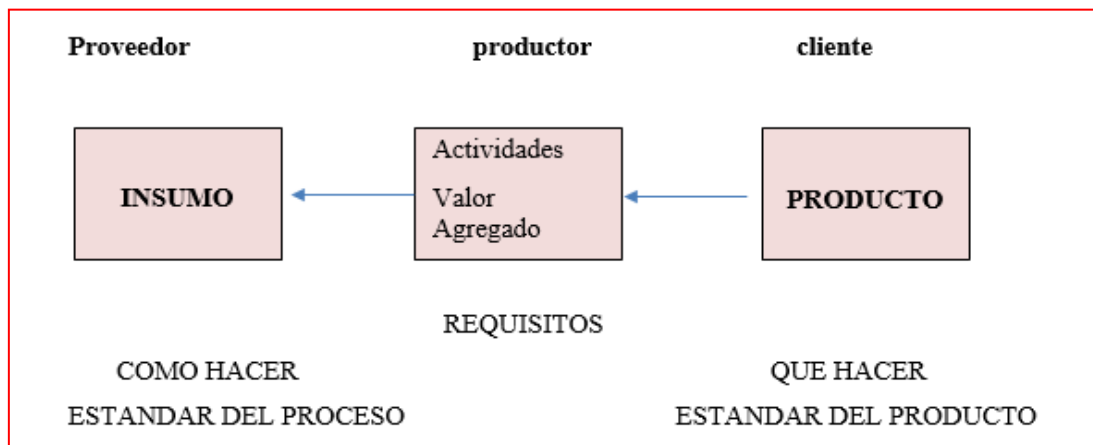 Proveedor productor cliente
INSUMO
Actividades
Valor
Agregado
PRODUCTO
REQUISITOS
COMO HACER QUE HACER
ESTANDAR DEL PROCESO ESTANDAR DEL PRODUCTO